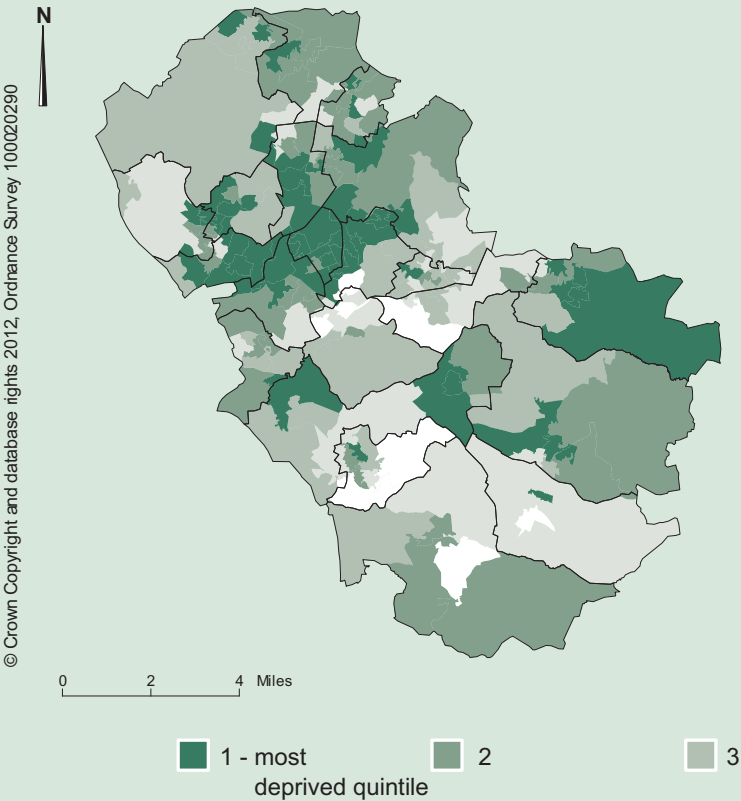 N
© Crown Copyright and database rights 2012, Ordnance Survey 100020290
0 2 4 Miles
1 - most
deprived quintile
2
3